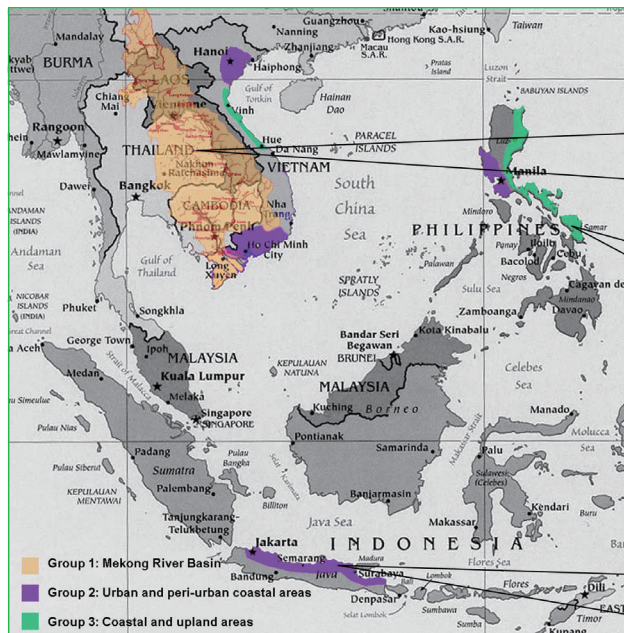 Guangzhou
Kao-hsiung
Taiwan
Mandalay
Nanning
Hong Kong S.A.R.
Macau
S.A.R.
Hanoi
Zhanjiang
BURMA
Haiphong
Pratas
Island
Luzon
Strait
LAOS
Gulf of
Tonkin
BABUYAN ISLANDS
Chiang
Mai
Vientiane
Vinh
Hainan
Dao
Rangoon
Hue
PARACEL
ISLANDS
Mawlamyine
THAILAND
Da Nang
VIETNAM
Nakhon
Ratchasima
Manila
Dawei
Bangkok
South
China
Sea
CAMBODIA
Nha
Trang
Mindoro
ANDAMAN
ISLANDS
(INDIA)
Phnom Penh
PHILIPPINES
Samar
Andaman
Sea
Gulf of
Thailand
Ho Chi Minh
City
Long
Xuyen
Panay
Iloilo
Cebu
Bacolod
Palawan
Negros
SPRATLY
ISLANDS
Sulu Sea
Cagayan de
NICOBAR
ISLANDS
(INDIA)
Phuket
Songkhla
Zamboanga
Mindanao
Davao
Kota Kinabalu
George Town
Bandar Seri
Begawan
BRUNEI
Ipoh
MALAYSIA
KEPULAUAN
NATUNA
Celebes
Sea
Strait of Malacca
Medan
Kuala Lumpur
MALAYSIA
Melaka
Kuching
Borneo
Manado
Singapore
SINGAPORE
Pulau Nias
Pontianak
Makassar Strait
Molucca
Sea
Samarinda
Padang
Pulau
Bangka
Palu
Pulau Siberut
Sumatra
Selat Karimata
Sulawesi
(Celebes)
KEPULAUAN
MENTAWAI
Palembang
Billiton
Banjarmasin
Kendari
Buru
Tanjungkarang
Telukbetung
Java Sea
Makassar
Jakarta
INDONESIA
Group 1: Mekong River Basin
Semarang
Madura
Flores Sea
Bandung
Java
Surabaya
Bali
Lombok
Flores
Dili
Group 2: Urban and peri-urban coastal areas
Denpasar
Sumbawa
Sumba
EAST
Timor
Group 3: Coastal and upland areas
Selat Lombok
Kupang